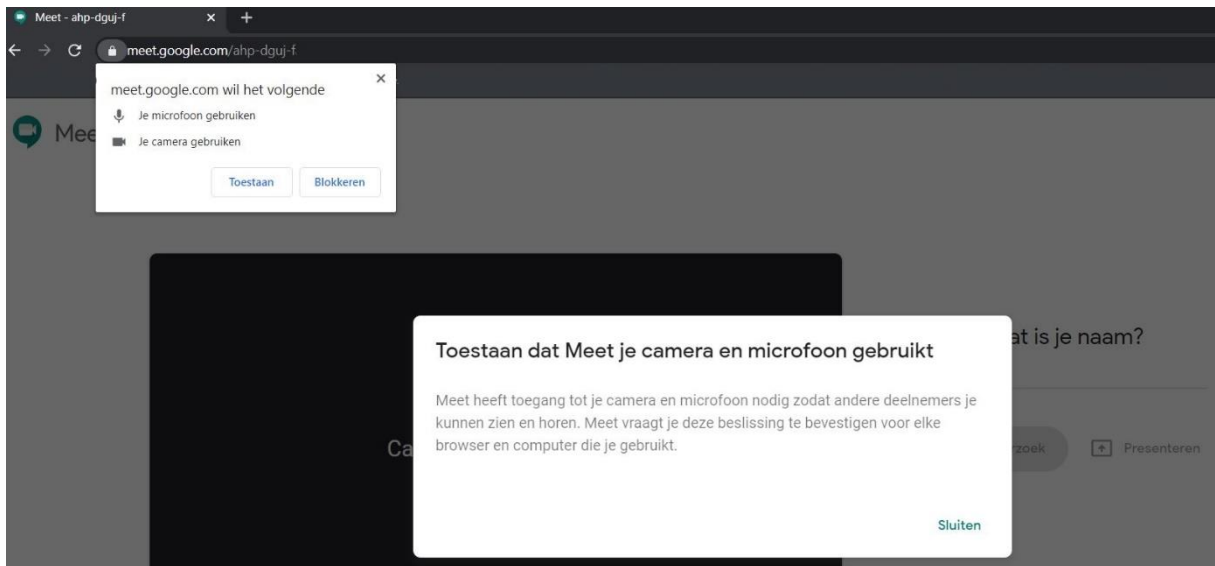 Meet - ahp-dguj-f
meet.google.com/ahp-dguj-f
meet.google.com wil het volgende
Je microfoon gebruiken
Je camera gebruiken
Toestaan Blokkeren
Mee
at is je naam?
Toestaan dat Meet je camera en microfoon gebruikt
Meet heeft toegang tot je camera en microfoon nodig zodat andere deelnemers je
kunnen zien en horen. Meet vraagt je deze beslissing te bevestigen voor elke
browser en computer die je gebruikt.
Ca
rzoek Presenteren
Sluiten